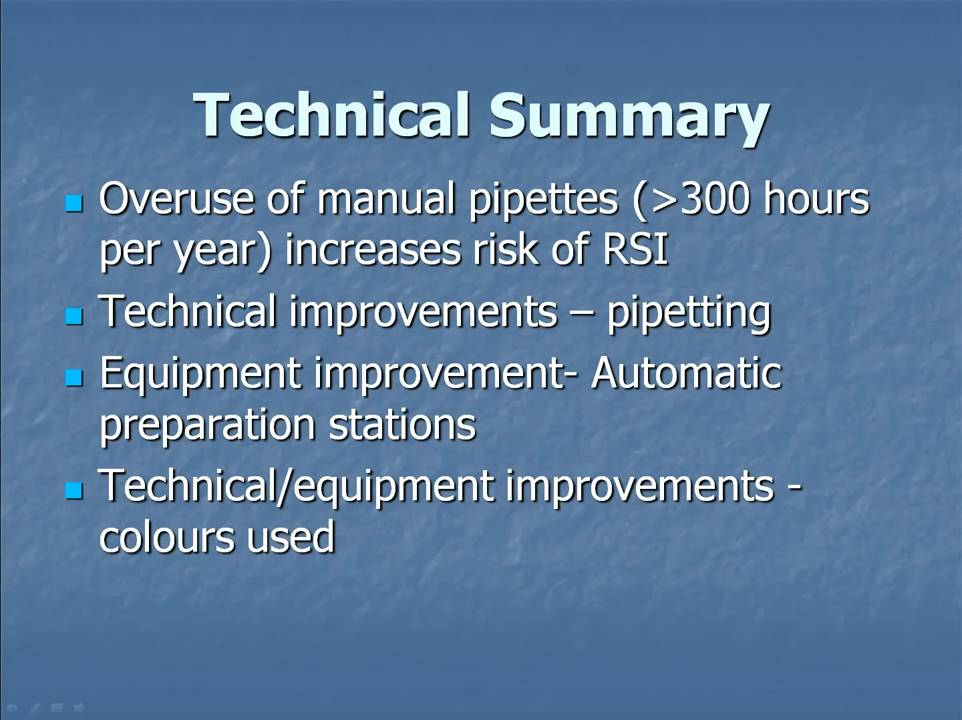 Technical Summary
Overuse of manual pipettes (>300 hours
per year) increases risk of RSI
Technical improvements – pipetting
Equipment improvement- Automatic
preparation stations
Technical/equipment improvements -
colours used